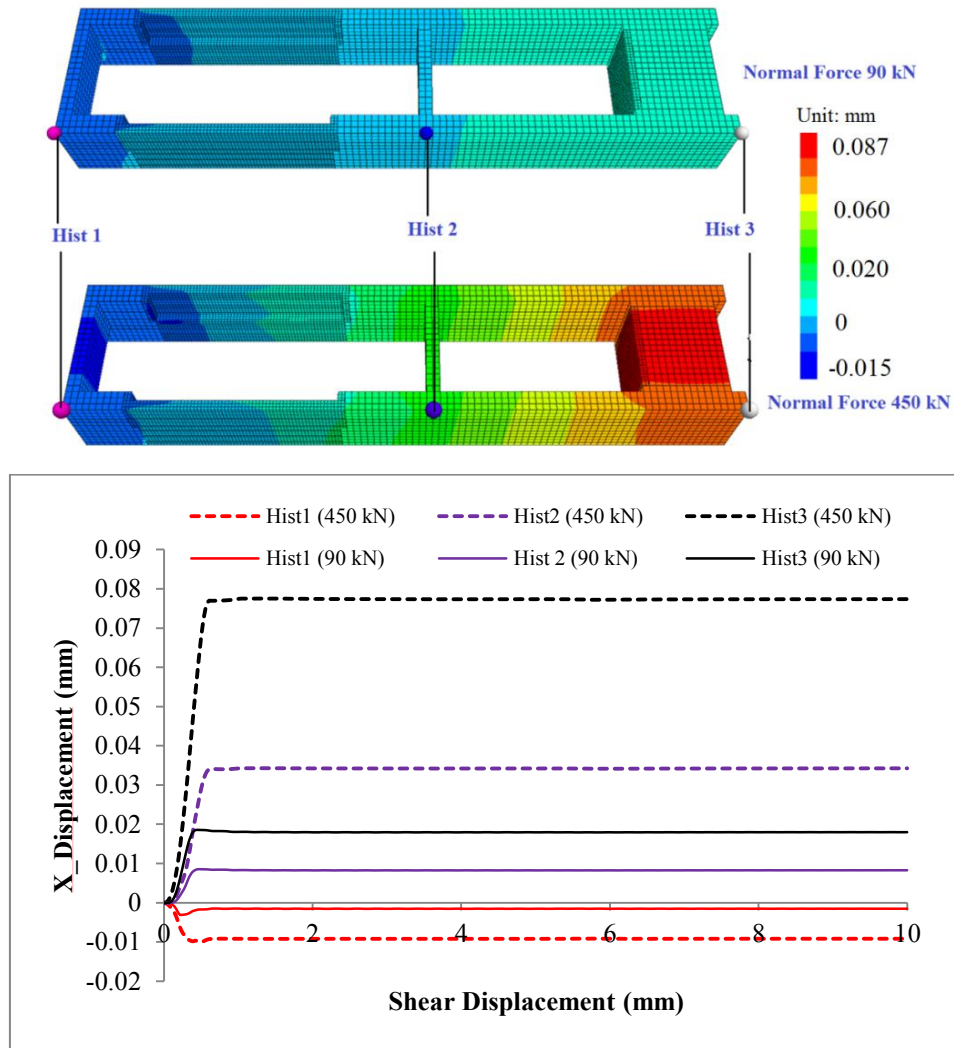 Normal Force 90 kN
Unit: mm
0.087
0.060
0.020
0
-0.015
Hist 1
Hist 2
Hist 3
Normal Force 450 kN
Hist1 (450 kN)
Hist2 (450 kN)
Hist3 (450 kN)
Hist1 (90 kN)
Hist 2 (90 kN)
Hist3 (90 kN)
0.09
0.08
0.07
0.06
0.05
0.04
0.03
0.02
0.01
0
-0.01
-0.02
X_Displacement (mm)
0 2 4 6 8 10
Shear Displacement (mm)